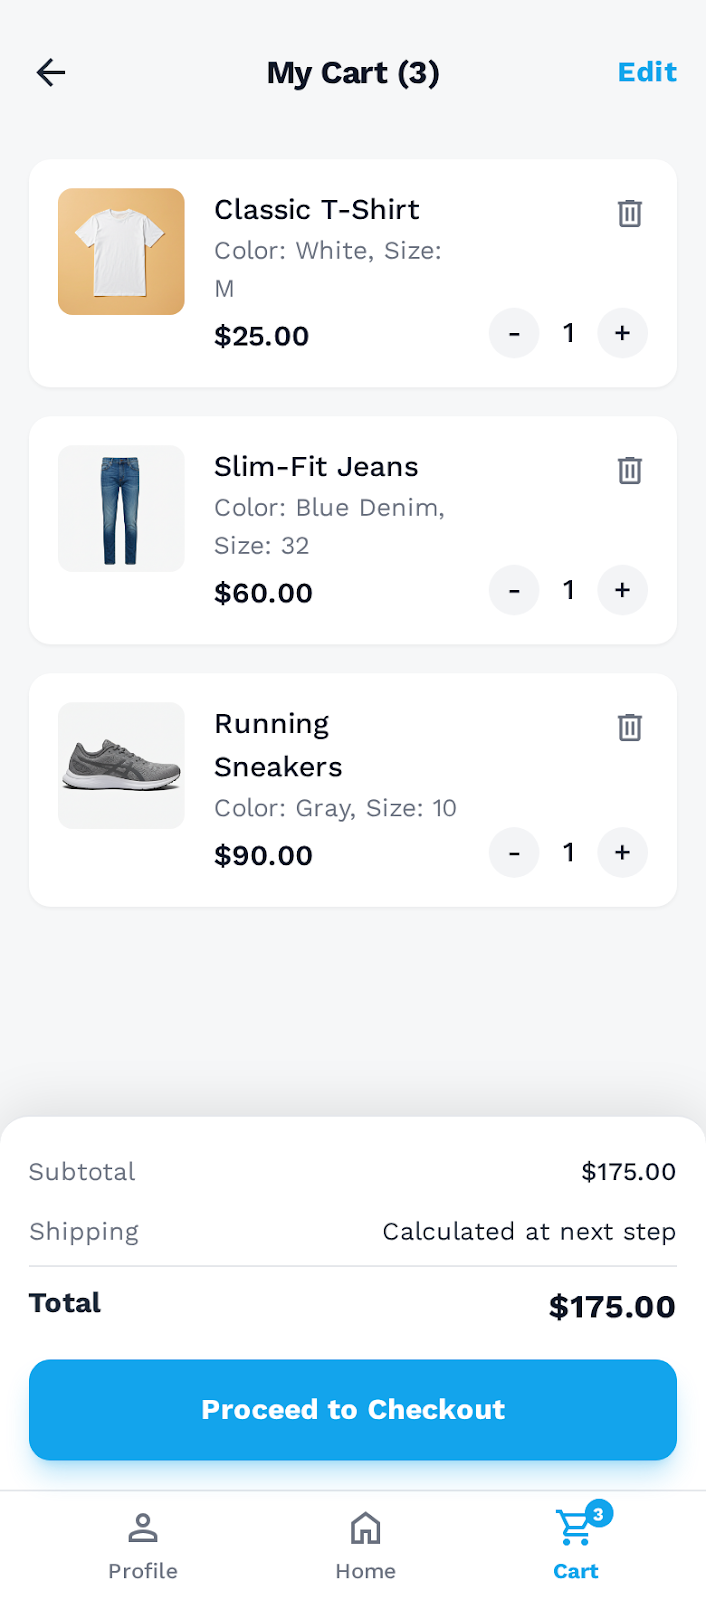 My Cart (3)
Edit
Classic T-Shirt
Color: White, Size:
M
$25.00
- 1 +
Slim-Fit Jeans
Color: Blue Denim,
Size: 32
$60.00
- 1 +
Running
Sneakers
Color: Gray, Size: 10
$90.00
- 1 +
Subtotal $175.00
Shipping Calculated at next step
Total $175.00
Proceed to Checkout
3
Profile Home Cart